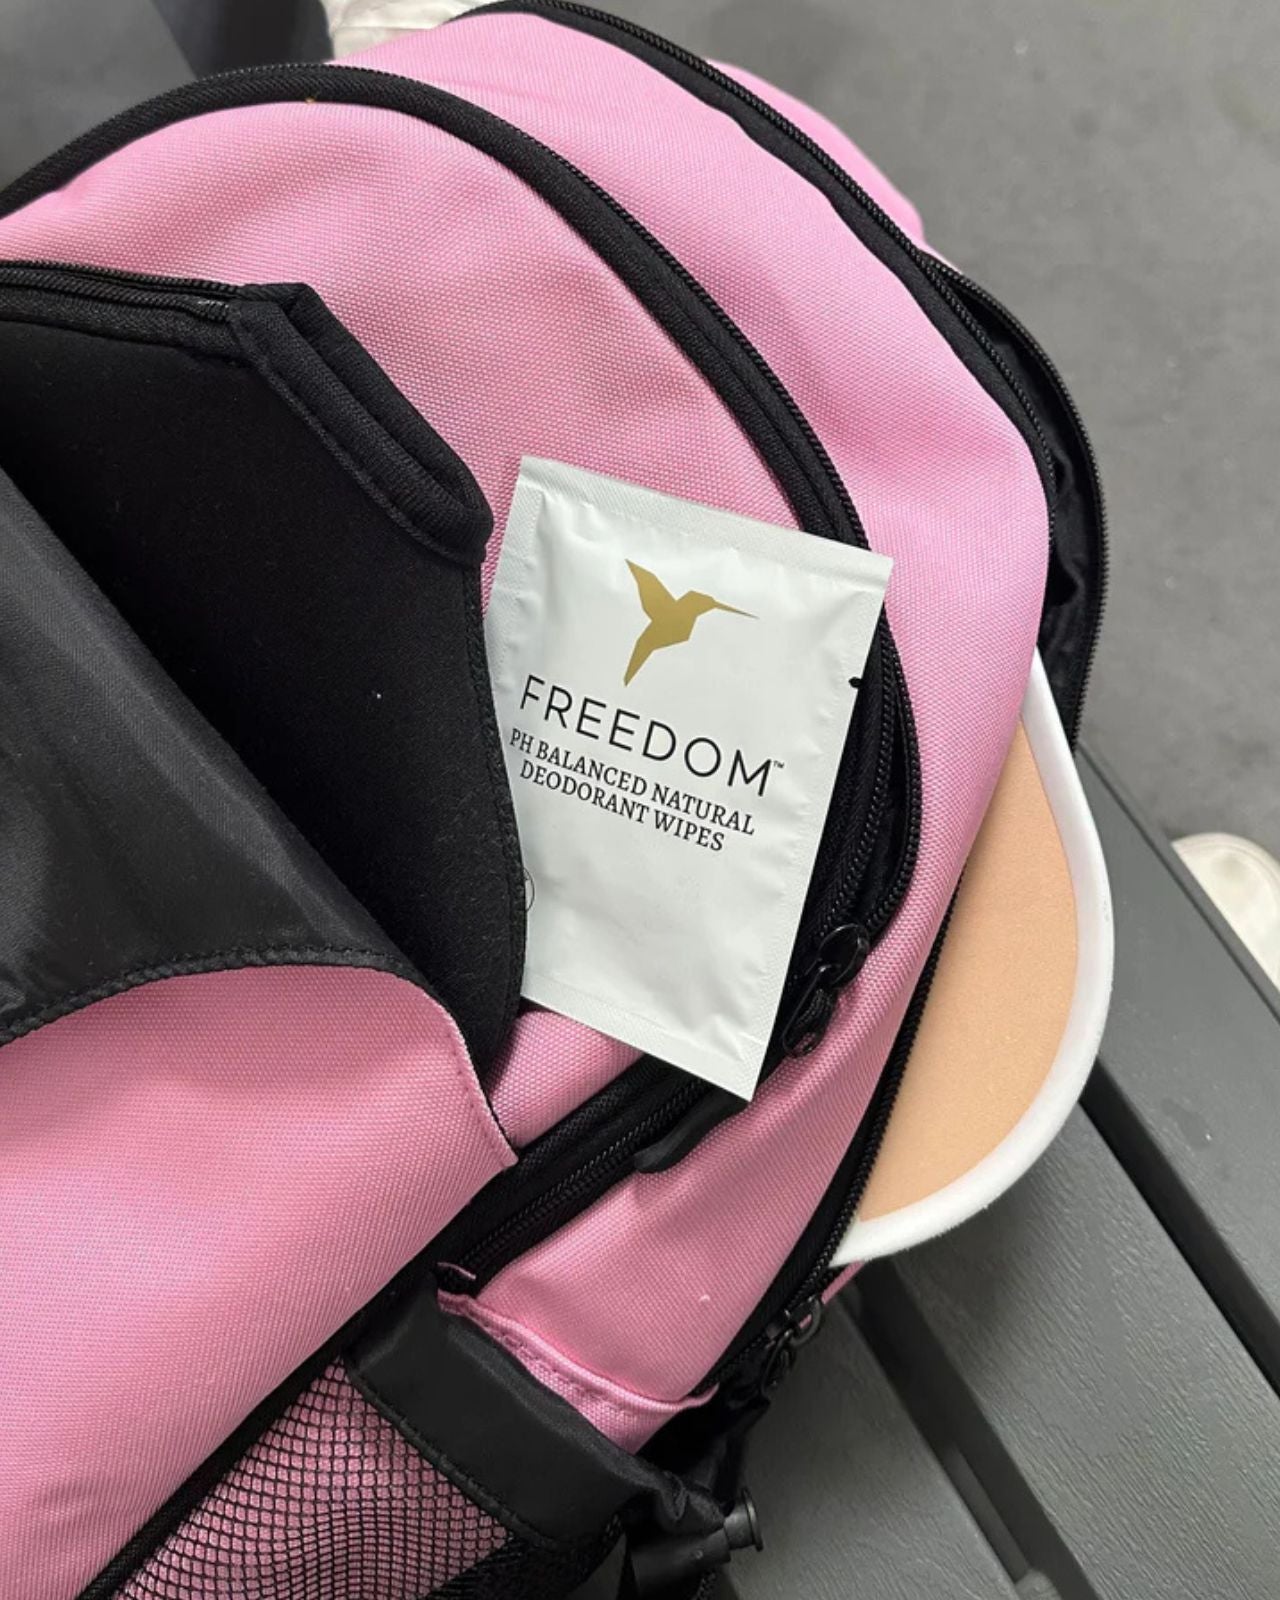 FREEDOM™
PH BALANCED NATURAL
DEODORANT WIPES